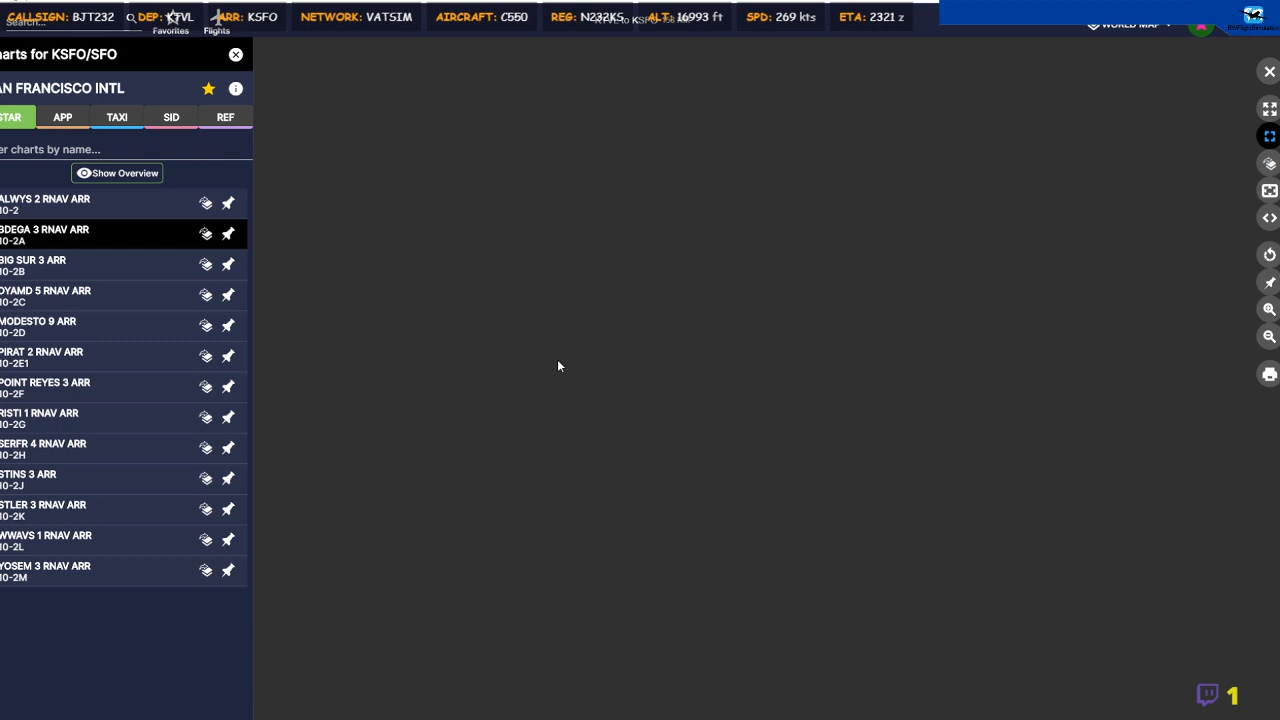 CALLSIGN: BJT232 DEP: KTVL ARR: KSFO NETWORK: VATSIM AIRCRAFT: C550 REG: N232KS ALT: 16993 ft SPD: 269 kts ETA: 2321 z
Search...
Favorites
Flights
WORLD MAP
arts for KSFO/SFO
AN FRANCISCO INTL
STAR APP TAXI SID REF
er charts by name...
Show Overview
ALWYS 2 RNAV ARR
10-2
BDEGA 3 RNAV ARR
10-2A
BIG SUR 3 ARR
10-2B
DYAMD 5 RNAV ARR
10-2C
MODESTO 9 ARR
10-2D
PIRAT 2 RNAV ARR
10-2E1
POINT REYES 3 ARR
10-2F
RISTI 1 RNAV ARR
10-2G
SERFR 4 RNAV ARR
10-2H
STINS 3 ARR
10-2J
STLER 3 RNAV ARR
10-2K
WWAVS 1 RNAV ARR
10-2L
YOSEM 3 RNAV ARR
10-2M
1